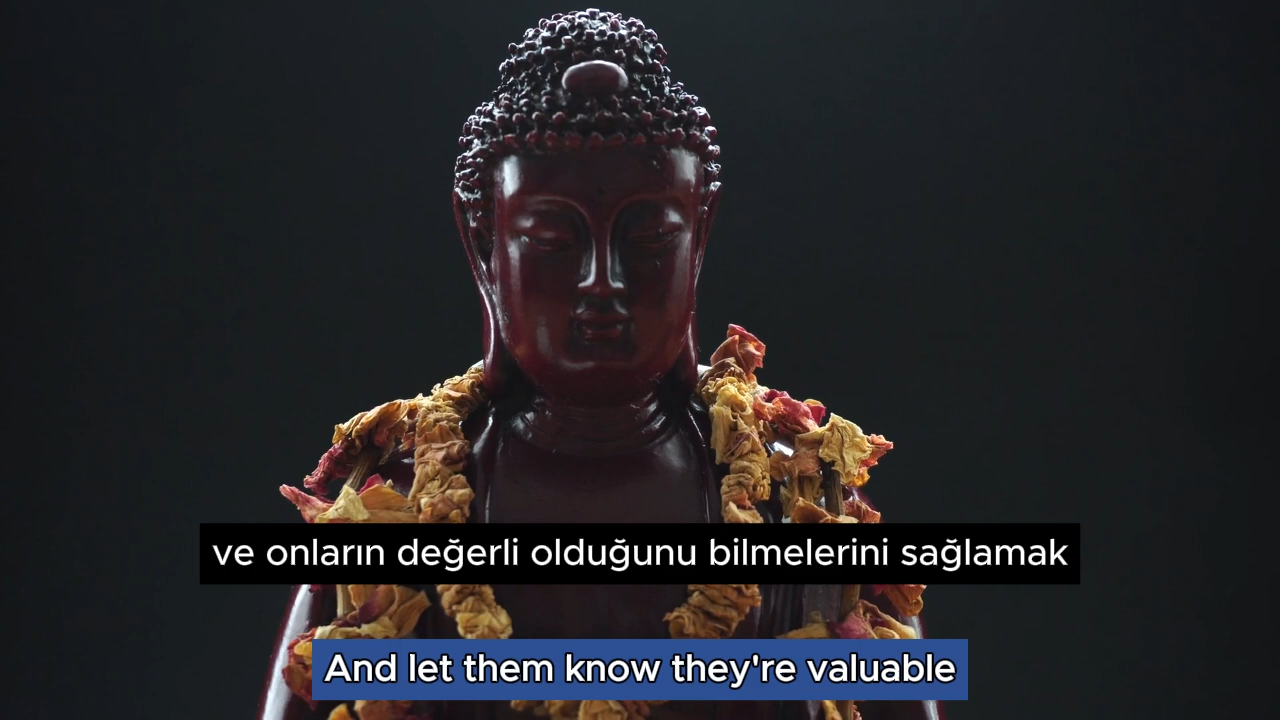 ve onların değerli olduğunu bilmelerini sağlamak
And let them know they're valuable